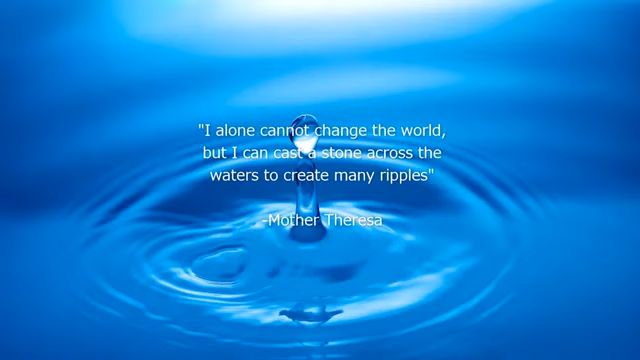 "I alone cannot change the world,
but I can cast a stone across the
waters to create many ripples"
-Mother Theresa